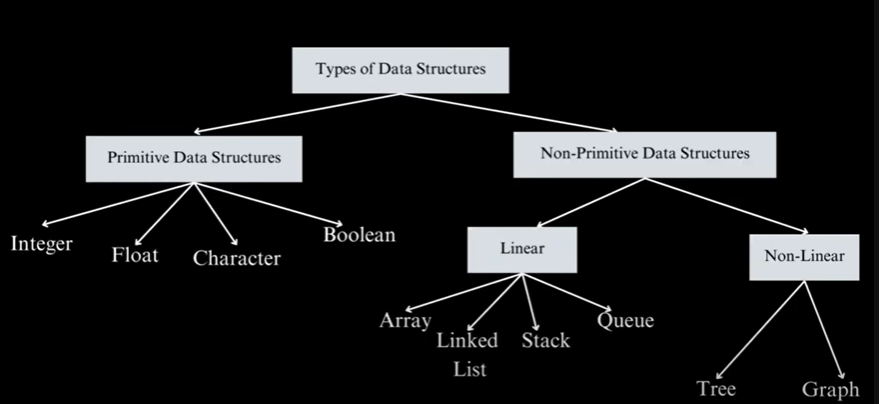 Types of Data Structures
Primitive Data Structures
Non-Primitive Data Structures
Integer
Float
Character
Boolean
Linear
Non-Linear
Array
Linked
List
Stack
Queue
Tree
Graph